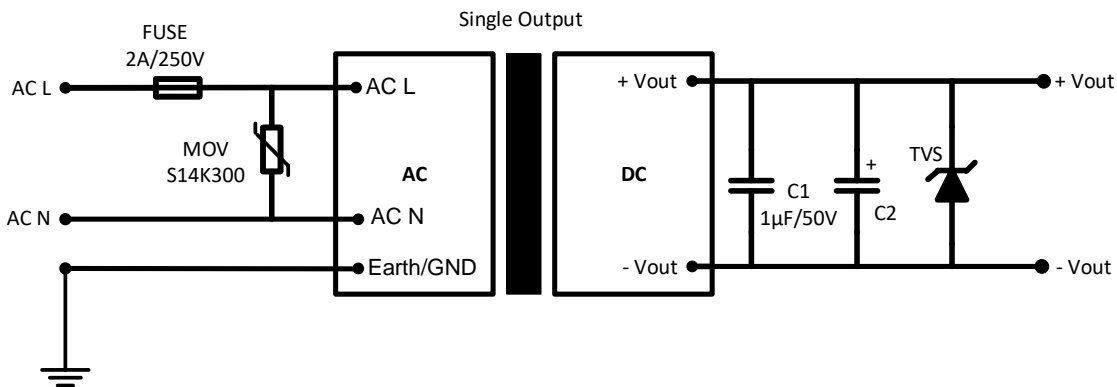 Single Output
FUSE
2A/250V
AC L
AC L
+ Vout
+ Vout
MOV
S14K300
AC
DC
+
TVS
C1
1µF/50V
C2
AC N
AC N
Earth/GND
- Vout
- Vout